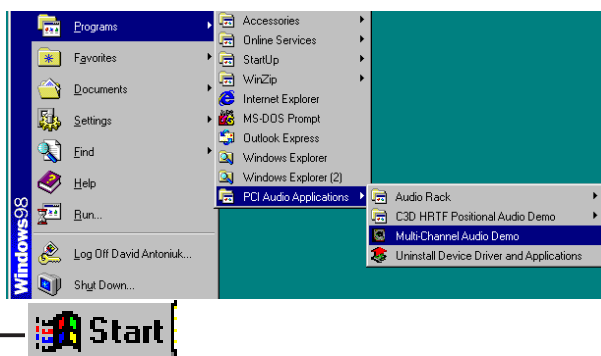 Programs
Favorites
Documents
Settings
Find
Help
Run...
Log Off David Antoniuk...
Shut Down...
Windows98
Start
Accessories
Online Services
StartUp
WinZip
Internet Explorer
MS-DOS Prompt
Outlook Express
Windows Explorer
Windows Explorer (2)
PCI Audio Applications
Audio Rack
C3D HRTF Positional Audio Demo
Multi-Channel Audio Demo
Uninstall Device Driver and Applications